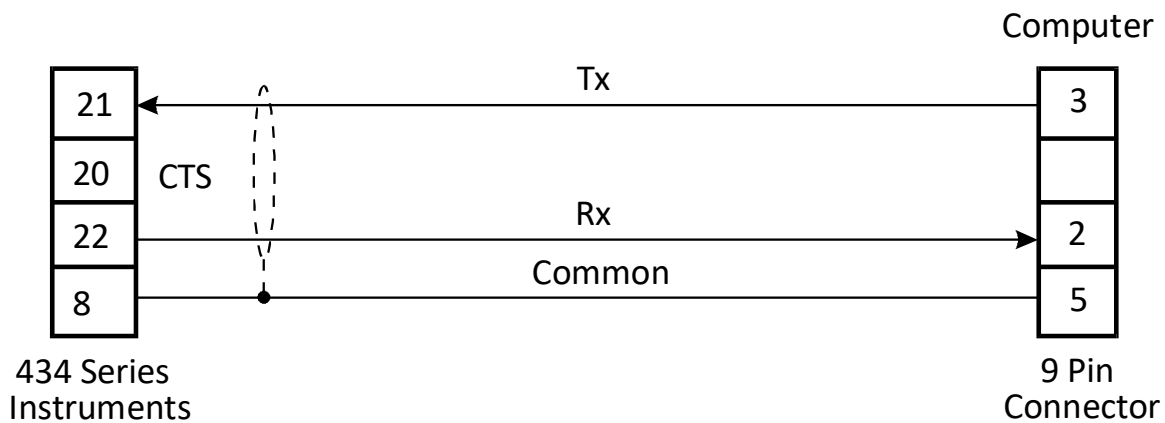 Computer
Tx
21
3
20
CTS
Rx
22
2
Common
8
5
434 Series
Instruments
9 Pin
Connector